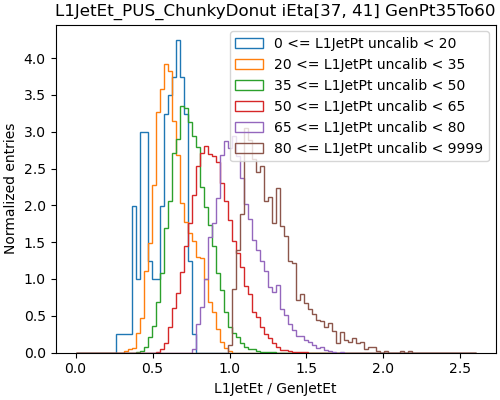 L1JetEt_PUS_ChunkyDonut iEta[37, 41] GenPt35To60
0 <= L1JetPt uncalib < 20
20 <= L1JetPt uncalib < 35
35 <= L1JetPt uncalib < 50
50 <= L1JetPt uncalib < 65
65 <= L1JetPt uncalib < 80
80 <= L1JetPt uncalib < 9999
Normalized entries
4.0
3.5
3.0
2.5
2.0
1.5
1.0
0.5
0.0
0.0 0.5 1.0 1.5 2.0 2.5
L1JetEt / GenJetEt